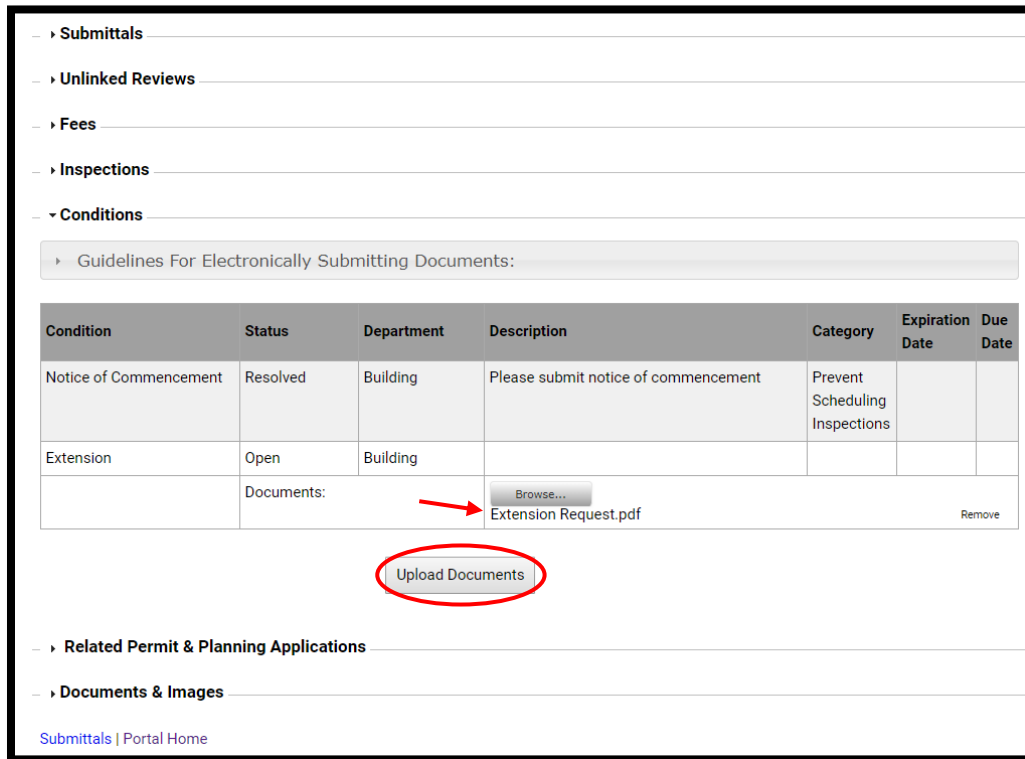 Submittals
Unlinked Reviews
Fees
Inspections
Conditions
Guidelines For Electronically Submitting Documents:
Condition Status Department Description Category Expiration Date Due Date
Notice of Commencement Resolved Building Please submit notice of commencement Prevent Scheduling Inspections
Extension Open Building
Documents: Browse...
Extension Request.pdf Remove
Upload Documents
Related Permit & Planning Applications
Documents & Images
Submittals | Portal Home